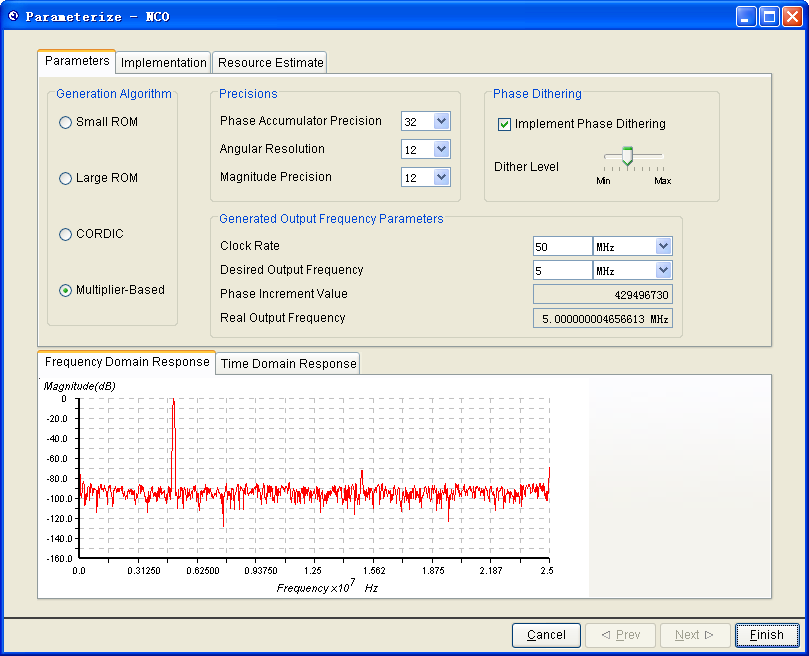 Parameterize - NCO
Parameters Implementation Resource Estimate
Generation Algorithm
Small ROM
Large ROM
CORDIC
Multiplier-Based
Precisions
Phase Accumulator Precision 32
Angular Resolution 12
Magnitude Precision 12
Phase Dithering
Implement Phase Dithering
Dither Level
Min Max
Generated Output Frequency Parameters
Clock Rate 50 MHz
Desired Output Frequency 5 MHz
Phase Increment Value 429496730
Real Output Frequency 5.000000004656613 MHz
Frequency Domain Response Time Domain Response
Magnitude(dB)
0
-20.0
-40.0
-60.0
-80.0
-100.0
-120.0
-140.0
-160.0
0.0 0.31250 0.62500 0.93750 1.25 1.562 1.875 2.187 2.5
Frequency x10^7 Hz
Cancel < Prev Next > Finish